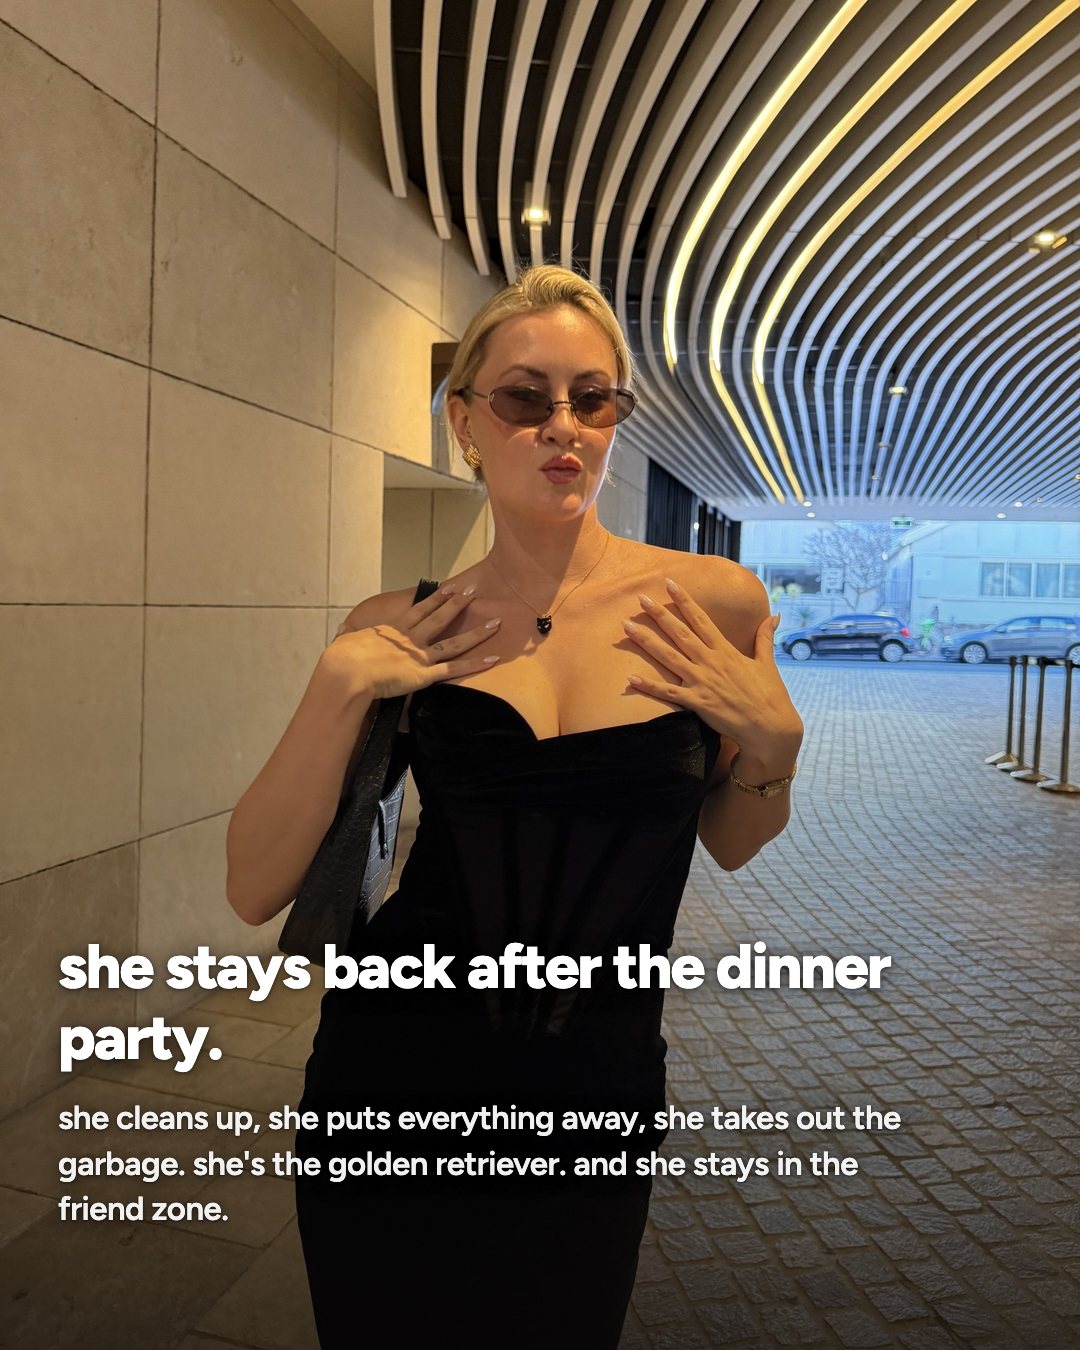 she stays back after the dinner
party.
she cleans up, she puts everything away, she takes out the
garbage. she's the golden retriever. and she stays in the
friend zone.